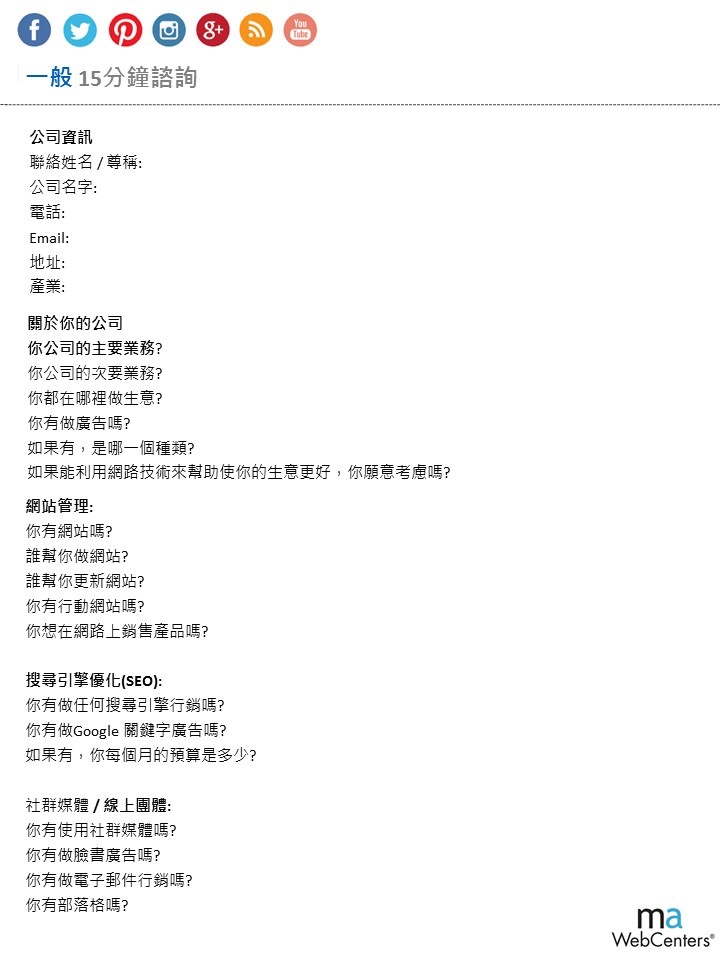 f
g+
You
Tube
一般 15分鐘諮詢
公司資訊
聯絡姓名 / 尊稱:
公司名字:
電話:
Email:
地址:
產業:
關於你的公司
你公司的主要業務?
你公司的次要業務?
你都在哪裡做生意?
你有做廣告嗎?
如果有，是哪一個種類?
如果能利用網路技術來幫助使你的生意更好，你願意考慮嗎?
網站管理:
你有網站嗎?
誰幫你做網站?
誰幫你更新網站?
你有行動網站嗎?
你想在網路上銷售產品嗎?
搜尋引擎優化(SEO):
你有做任何搜尋引擎行銷嗎?
你有做Google 關鍵字廣告嗎?
如果有，你每個月的預算是多少?
社群媒體 / 線上團體:
你有使用社群媒體嗎?
你有做臉書廣告嗎?
你有做電子郵件行銷嗎?
你有部落格嗎?
ma
WebCenters®